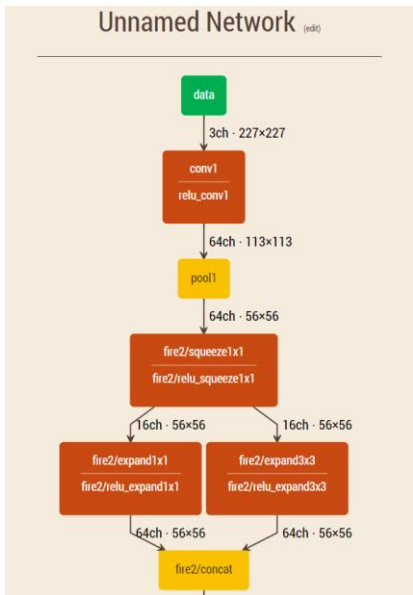 Unnamed Network (edit)
data
3ch · 227×227
conv1
relu_conv1
64ch · 113×113
pool1
64ch · 56×56
fire2/squeeze1x1
fire2/relu_squeeze1x1
16ch · 56×56 16ch · 56×56
fire2/expand1x1 fire2/expand3x3
fire2/relu_expand1x1 fire2/relu_expand3x3
64ch · 56×56 64ch · 56×56
fire2/concat